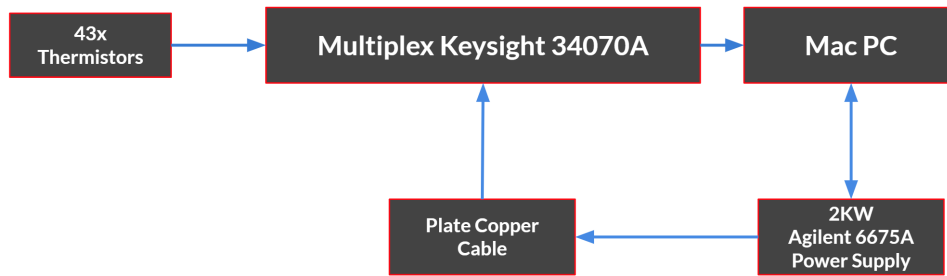 43x
Thermistors
Multiplex Keysight 34070A
Mac PC
Plate Copper
Cable
2KW
Agilent 6675A
Power Supply